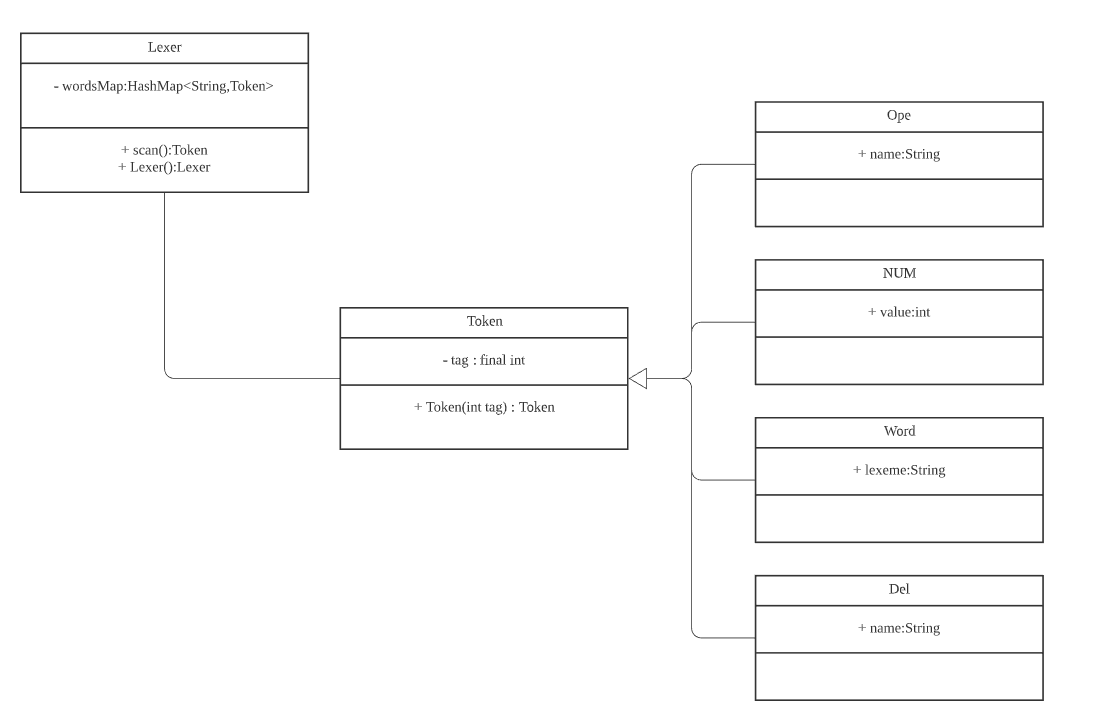 Lexer
- wordsMap:HashMap<String,Token>
+ scan():Token
+ Lexer():Lexer
Token
- tag : final int
+ Token(int tag) : Token
Ope
+ name:String
NUM
+ value:int
Word
+ lexeme:String
Del
+ name:String